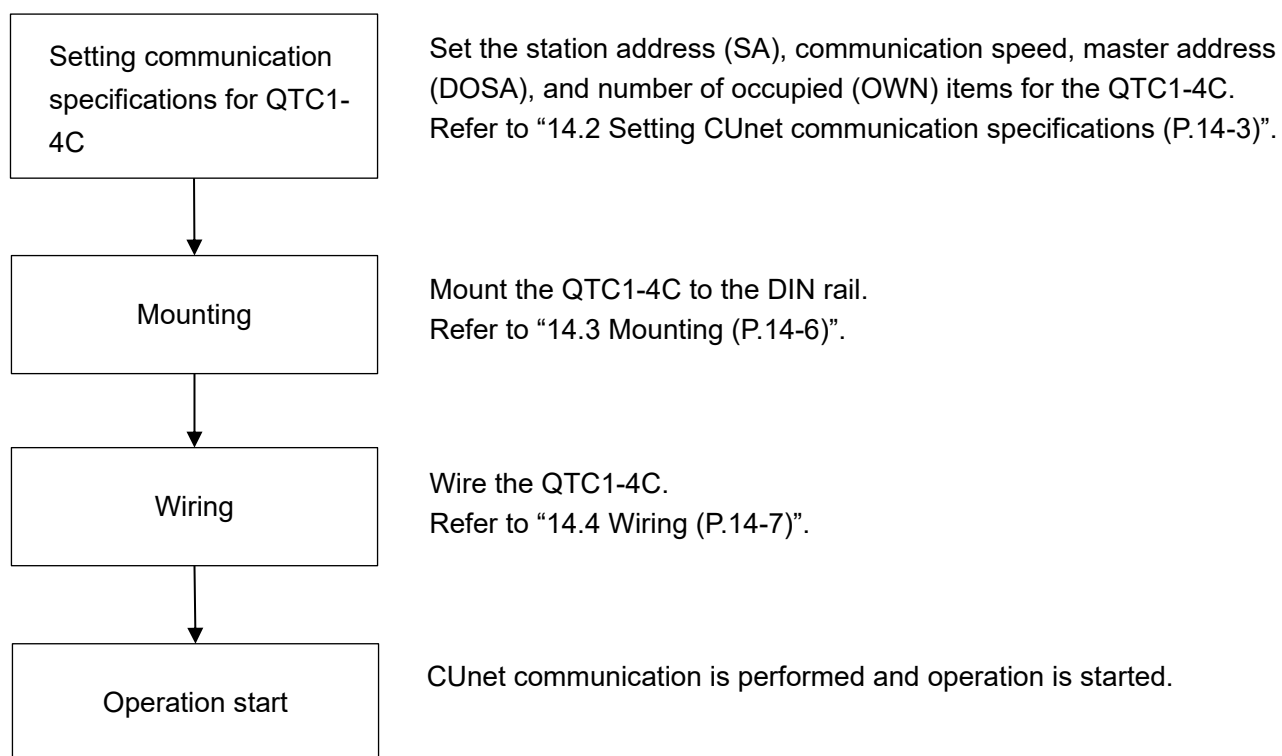 Setting communication
specifications for QTC1-
4C
Set the station address (SA), communication speed, master address
(DOSA), and number of occupied (OWN) items for the QTC1-4C.
Refer to “14.2 Setting CUnet communication specifications (P.14-3)”.
Mounting
Mount the QTC1-4C to the DIN rail.
Refer to “14.3 Mounting (P.14-6)”.
Wiring
Wire the QTC1-4C.
Refer to “14.4 Wiring (P.14-7)”.
Operation start
CUnet communication is performed and operation is started.